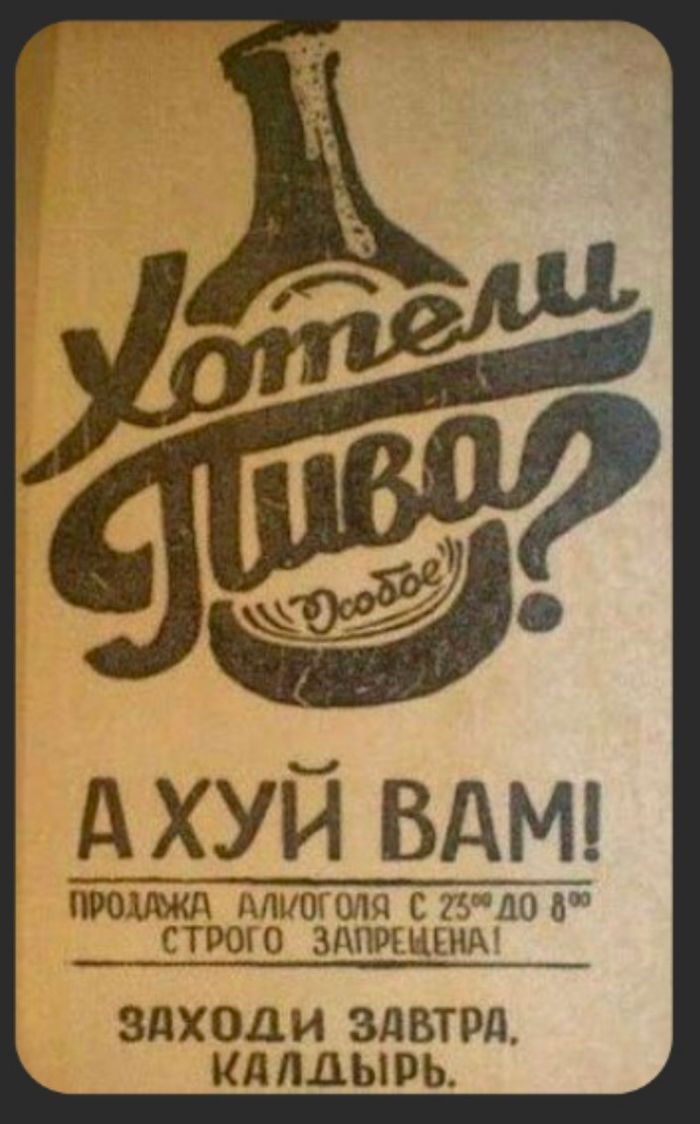 Хотели
Пива?
Особое
А ХУЙ ВАМ!
ПРОДАЖА АЛКОГОЛЯ С 23⁰⁰ ДО 8⁰⁰
СТРОГО ЗАПРЕЩЕНА!
ЗАХОДИ ЗАВТРА,
КАЛДЫРЬ.